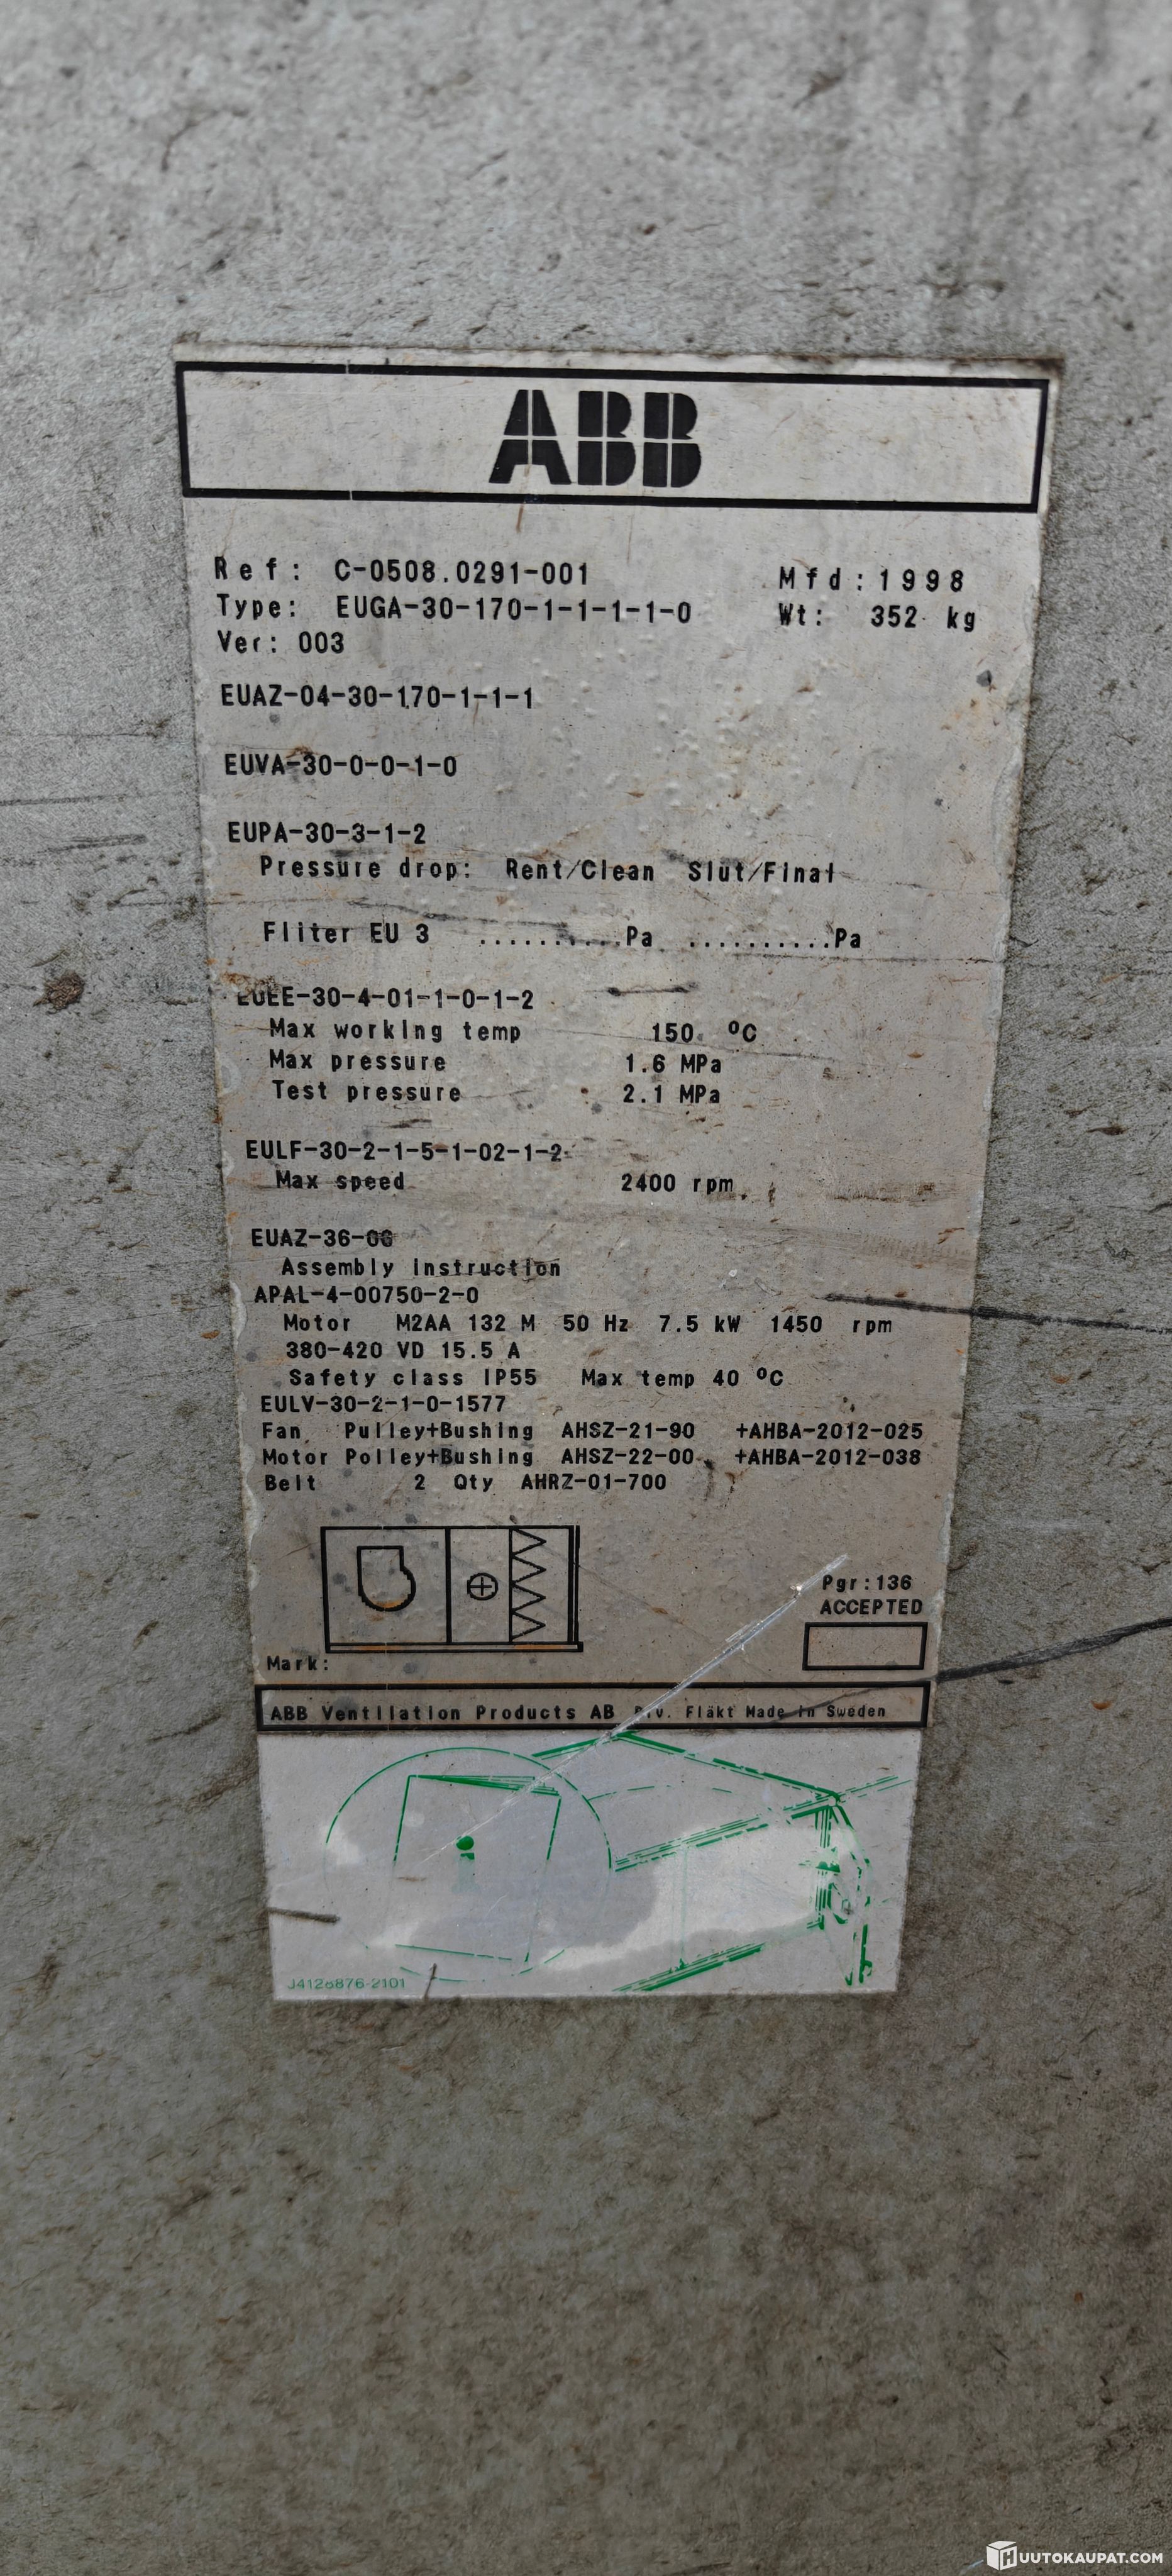 ABB
Ref: C-0508.0291-001 Mfd:1998
Type: EUGA-30-170-1-1-1-1-0 Wt: 352 kg
Ver: 003
EUAZ-04-30-170-1-1-1
EUVA-30-0-0-1-0
EUPA-30-3-1-2
Pressure drop: Rent/Clean Slut/Final
Filter EU 3 ..........Pa ..........Pa
Max working temp 150 ºC
Max pressure 1.6 MPa
Test pressure 2.1 MPa
EULF-30-2-1-5-1-02-1-2
Max speed 2400 rpm
Assembly instruction
APAL-4-00750-2-0
Motor M2AA 132 M 50 Hz 7.5 kW 1450 rpm
380-420 VD 15.5 A
Safety class IP55 Max temp 40 ºC
EULV-30-2-1-0-1577
Fan Pulley+Bushing AHSZ-21-90 +AHBA-2012-025
Motor Polley+Bushing AHSZ-22-00 +AHBA-2012-038
Belt 2 Qty AHRZ-01-700
Pgr:136
ACCEPTED
Mark:
ABB Ventilation Products AB Div. Fläkt Made in Sweden
HUUTOKAUPAT.COM